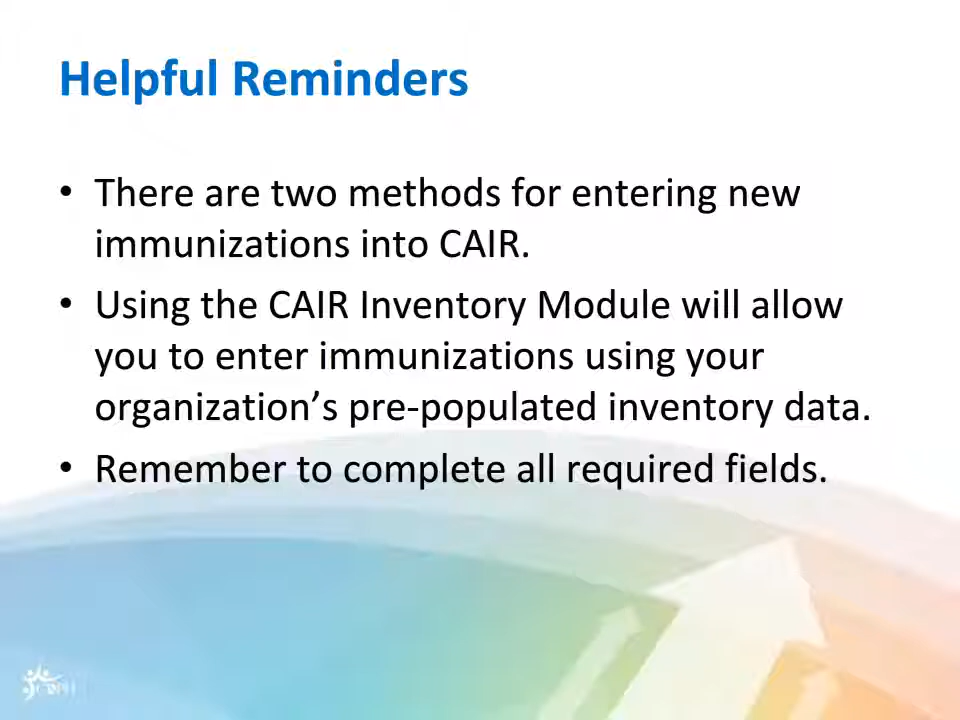 Helpful Reminders
• There are two methods for entering new
immunizations into CAIR.
• Using the CAIR Inventory Module will allow
you to enter immunizations using your
organization’s pre-populated inventory data.
• Remember to complete all required fields.